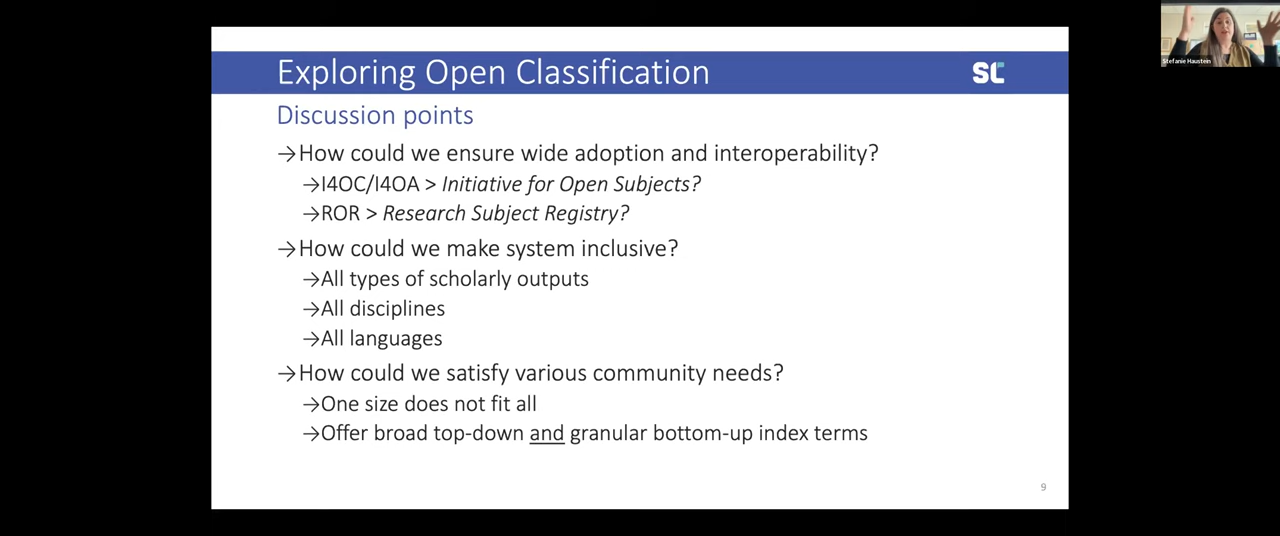 Exploring Open Classification
SC
Stefanie Haustein
Discussion points
→How could we ensure wide adoption and interoperability?
→I4OC/I4OA > Initiative for Open Subjects?
→ROR > Research Subject Registry?
→How could we make system inclusive?
→All types of scholarly outputs
→All disciplines
→All languages
→How could we satisfy various community needs?
→One size does not fit all
→Offer broad top-down and granular bottom-up index terms
9